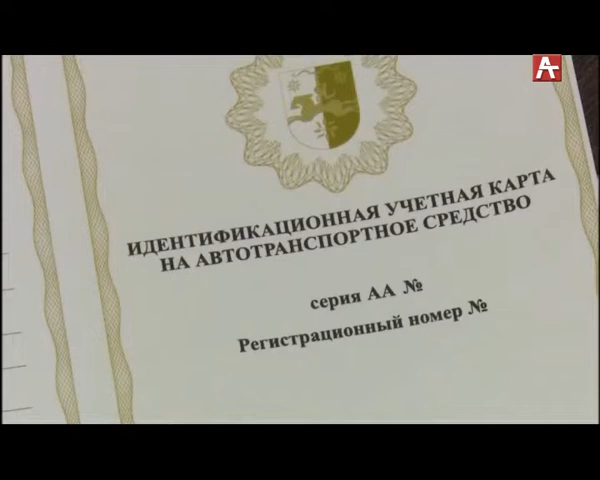 ИДЕНТИФИКАЦИОННАЯ УЧЕТНАЯ КАРТА
НА АВТОТРАНСПОРТНОЕ СРЕДСТВО
серия АА №
Регистрационный номер №